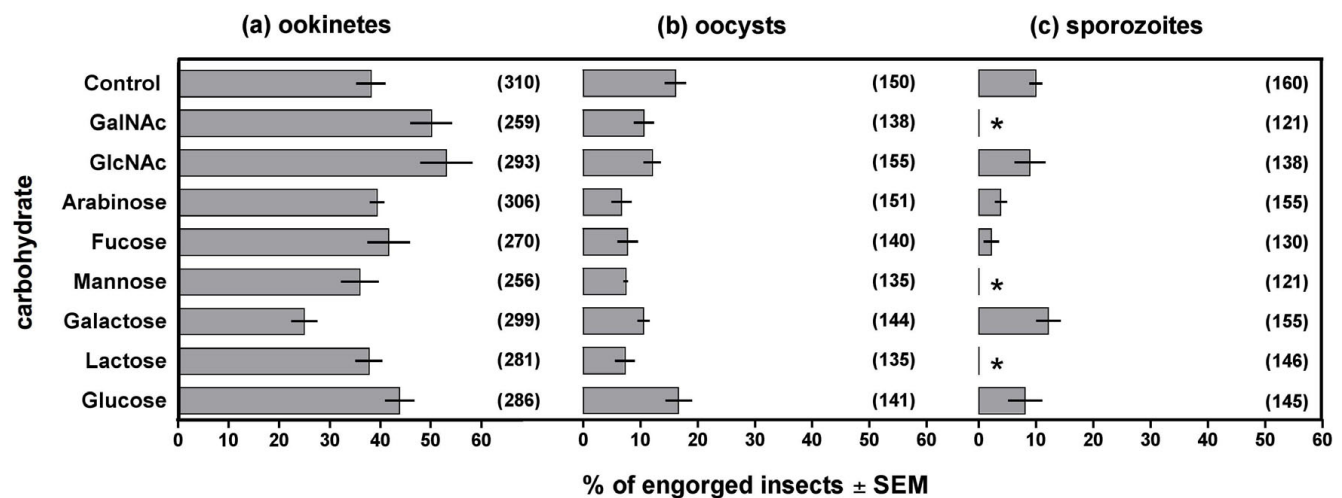 (a) ookinetes (b) oocysts (c) sporozoites
carbohydrate
Control (310) (150) (160)
GalNAc (259) (138) * (121)
GlcNAc (293) (155) (138)
Arabinose (306) (151) (155)
Fucose (270) (140) (130)
Mannose (256) (135) * (121)
Galactose (299) (144) (155)
Lactose (281) (135) * (146)
Glucose (286) (141) (145)
0 10 20 30 40 50 60 0 10 20 30 40 50 60 0 10 20 30 40 50 60
% of engorged insects ± SEM